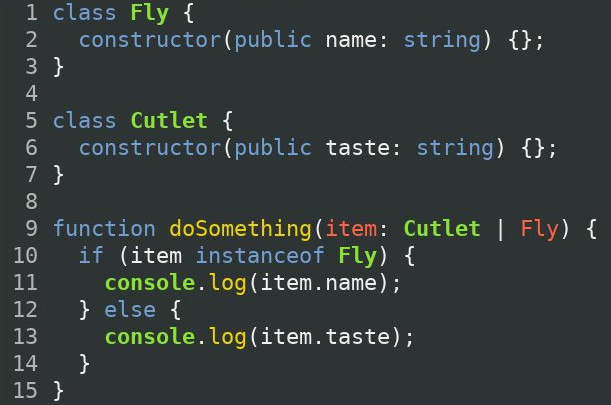 1 class Fly {
2   constructor(public name: string) {};
3 }
4
5 class Cutlet {
6   constructor(public taste: string) {};
7 }
8
9 function doSomething(item: Cutlet | Fly) {
10   if (item instanceof Fly) {
11     console.log(item.name);
12   } else {
13     console.log(item.taste);
14   }
15 }